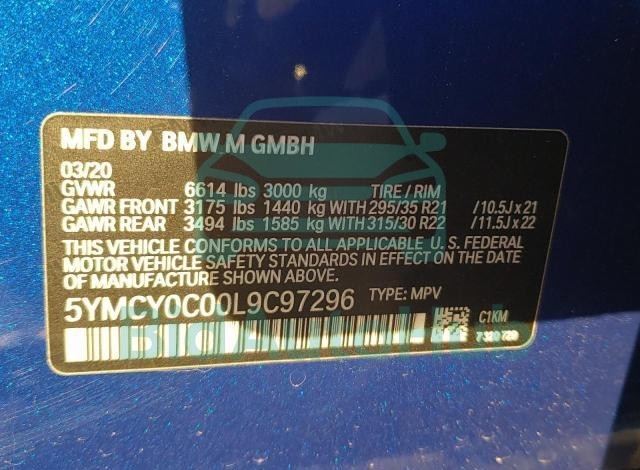 MFD BY BMW M GMBH
03/20
GVWR 6614 lbs 3000 kg TIRE / RIM
GAWR FRONT 3175 lbs 1440 kg WITH 295/35 R21 /10.5J x 21
GAWR REAR 3494 lbs 1585 kg WITH 315/30 R22 /11.5J x 22
THIS VEHICLE CONFORMS TO ALL APPLICABLE U. S. FEDERAL
MOTOR VEHICLE SAFETY STANDARDS IN EFFECT ON THE DATE
OF MANUFACTURE SHOWN ABOVE.
5YMCY0C00L9C97296 TYPE: MPV
C1KM